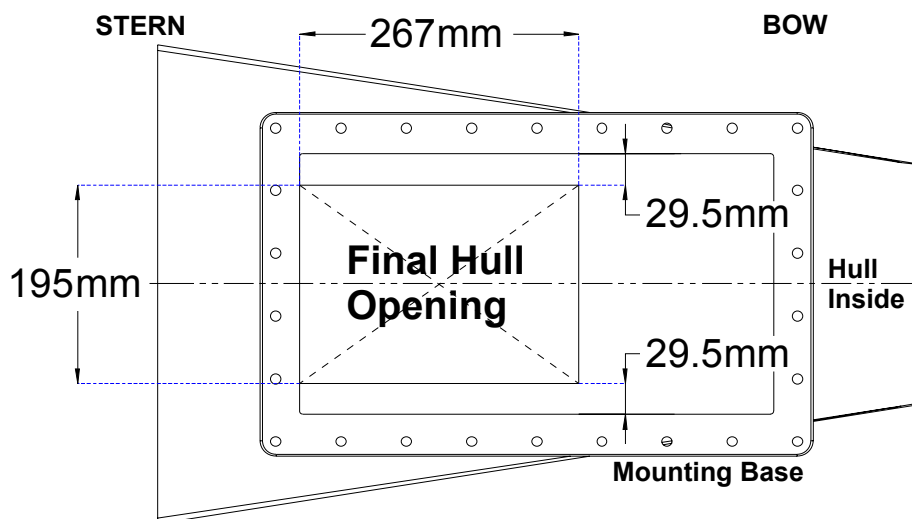 STERN
267mm
BOW
29.5mm
195mm
Final Hull
Opening
Hull
Inside
29.5mm
Mounting Base